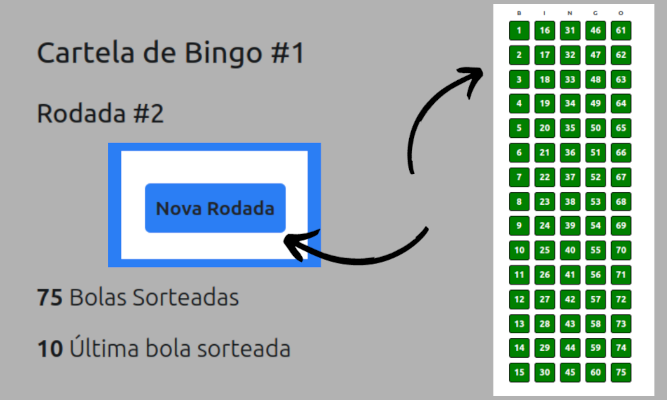 Cartela de Bingo #1
Rodada #2
Nova Rodada
75 Bolas Sorteadas
10 Última bola sorteada
B I N G O
1 16 31 46 61
2 17 32 47 62
3 18 33 48 63
4 19 34 49 64
5 20 35 50 65
6 21 36 51 66
7 22 37 52 67
8 23 38 53 68
9 24 39 54 69
10 25 40 55 70
11 26 41 56 71
12 27 42 57 72
13 28 43 58 73
14 29 44 59 74
15 30 45 60 75